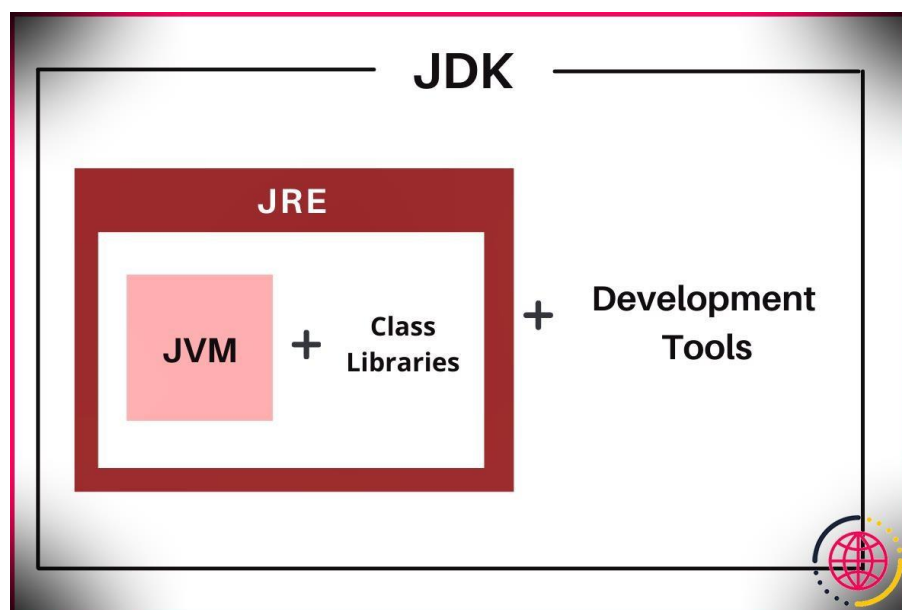 JDK
JRE
JVM
+
Class
Libraries
+
Development
Tools